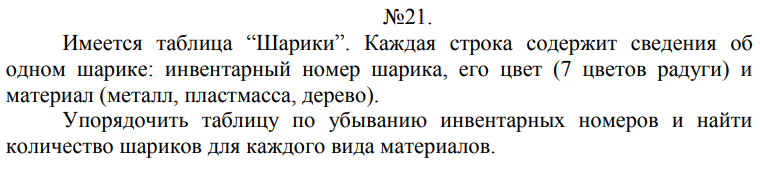 №21.
Имеется таблица “Шарики”. Каждая строка содержит сведения об
одном шарике: инвентарный номер шарика, его цвет (7 цветов радуги) и
материал (металл, пластмасса, дерево).
Упорядочить таблицу по убыванию инвентарных номеров и найти
количество шариков для каждого вида материалов.